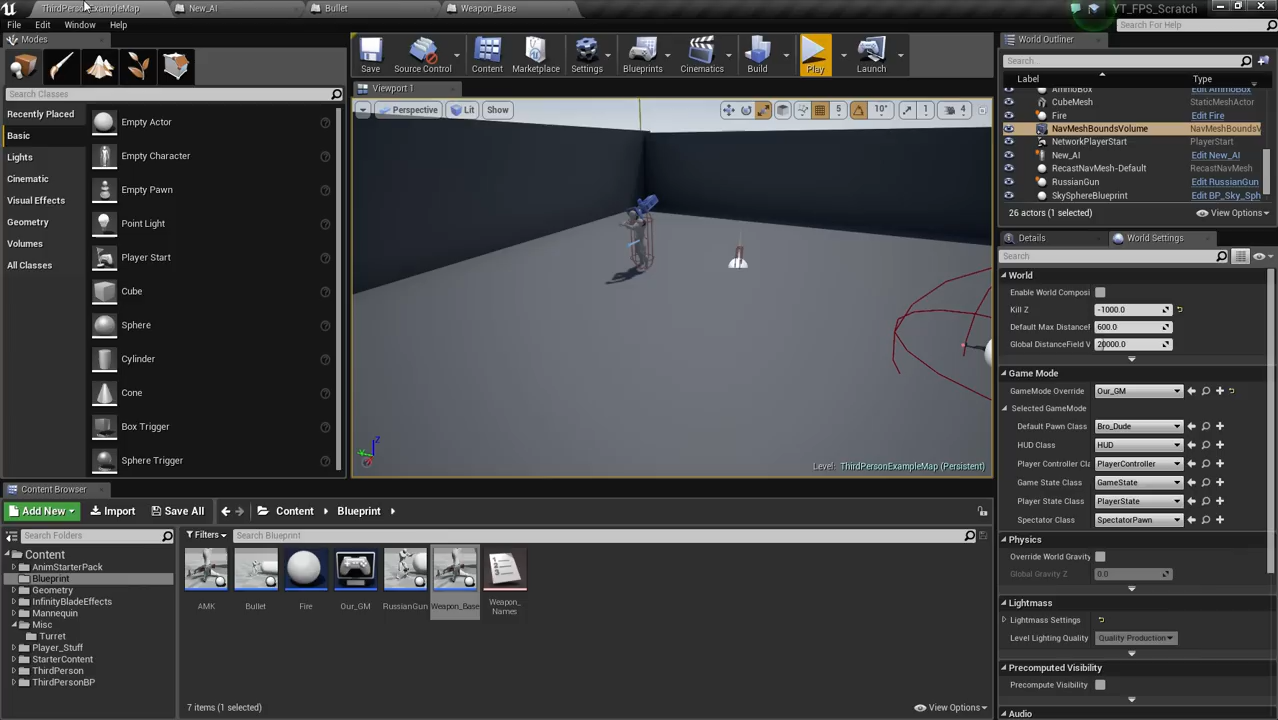 ThirdPersonExampleMap New_AI Bullet Weapon_Base YT_FPS_Scratch
File Edit Window Help Search For Help
Modes World Outliner
Save Source Control Content Marketplace Settings Blueprints Cinematics Build Play Launch
Search...
Label Type
Search Classes
Viewport 1
AmmoBox Edit AmmoBox
CubeMesh StaticMeshActor
Perspective Lit Show 5 10° 1 4
Recently Placed
Fire Edit Fire
Basic
Empty Actor
NavMeshBoundsVolume NavMeshBoundsV
NetworkPlayerStart PlayerStart
Lights
Empty Character
New_AI Edit New_AI
RecastNavMesh-Default RecastNavMesh
Cinematic
RussianGun Edit RussianGun
Empty Pawn
SkySphereBlueprint Edit BP_Sky_Sph
Visual Effects
26 actors (1 selected) View Options
Geometry
Point Light
Details World Settings
Volumes
Player Start
Search
All Classes
World
Cube
Enable World Composi
Kill Z -1000.0
Sphere
Default Max DistanceF 600.0
Global DistanceField V 20000.0
Cylinder
Game Mode
Cone
GameMode Override Our_GM
Selected GameMode
Box Trigger
Default Pawn Class Bro_Dude
HUD Class HUD
Sphere Trigger
Player Controller Cla PlayerController
Z
Level: ThirdPersonExampleMap (Persistent)
Game State Class GameState
Content Browser
Player State Class PlayerState
Add New Import Save All Content Blueprint
Spectator Class SpectatorPawn
Search Folders Filters Search Blueprint
Physics
Content
Override World Gravity
AnimStarterPack
Global Gravity Z 0.0
Blueprint
Geometry
InfinityBladeEffects
Lightmass
Mannequin
AMK Bullet Fire Our_GM RussianGun Weapon_Base Weapon_
Names
Lightmass Settings
Misc
Turret
Level Lighting Quality Quality Production
Player_Stuff
StarterContent
Precomputed Visibility
ThirdPerson
ThirdPersonBP
Precompute Visibility
7 items (1 selected) View Options
Audio